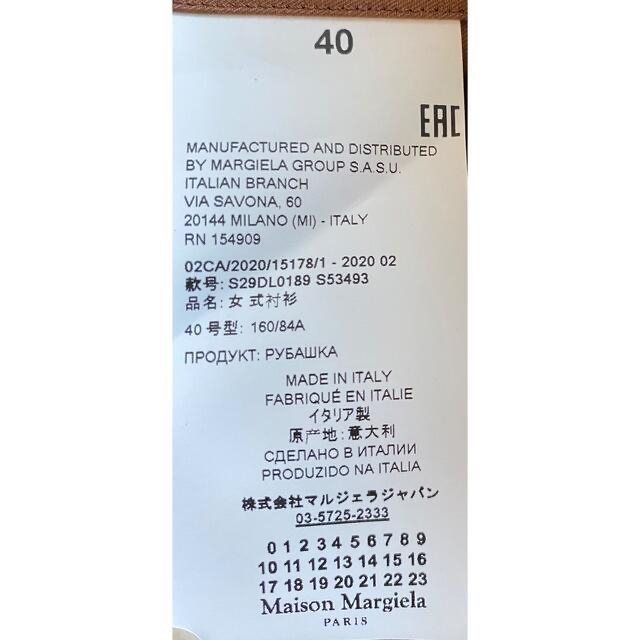 40
EAC
MANUFACTURED AND DISTRIBUTED
BY MARGIELA GROUP S.A.S.U.
ITALIAN BRANCH
VIA SAVONA, 60
20144 MILANO (MI) - ITALY
RN 154909
02CA/2020/15178/1 - 2020 02
款号: S29DL0189 S53493
品名: 女 式衬衫
40 号型: 160/84A
ПРОДУКТ: РУБАШКА
MADE IN ITALY
FABRIQUÉ EN ITALIE
イタリア製
原产地: 意大利
СДЕЛАНО В ИТАЛИИ
PRODUZIDO NA ITALIA
株式会社マルジェラジャパン
03-5725-2333
0 1 2 3 4 5 6 7 8 9
10 11 12 13 14 15 16
17 18 19 20 21 22 23
Maison Margiela
PARIS